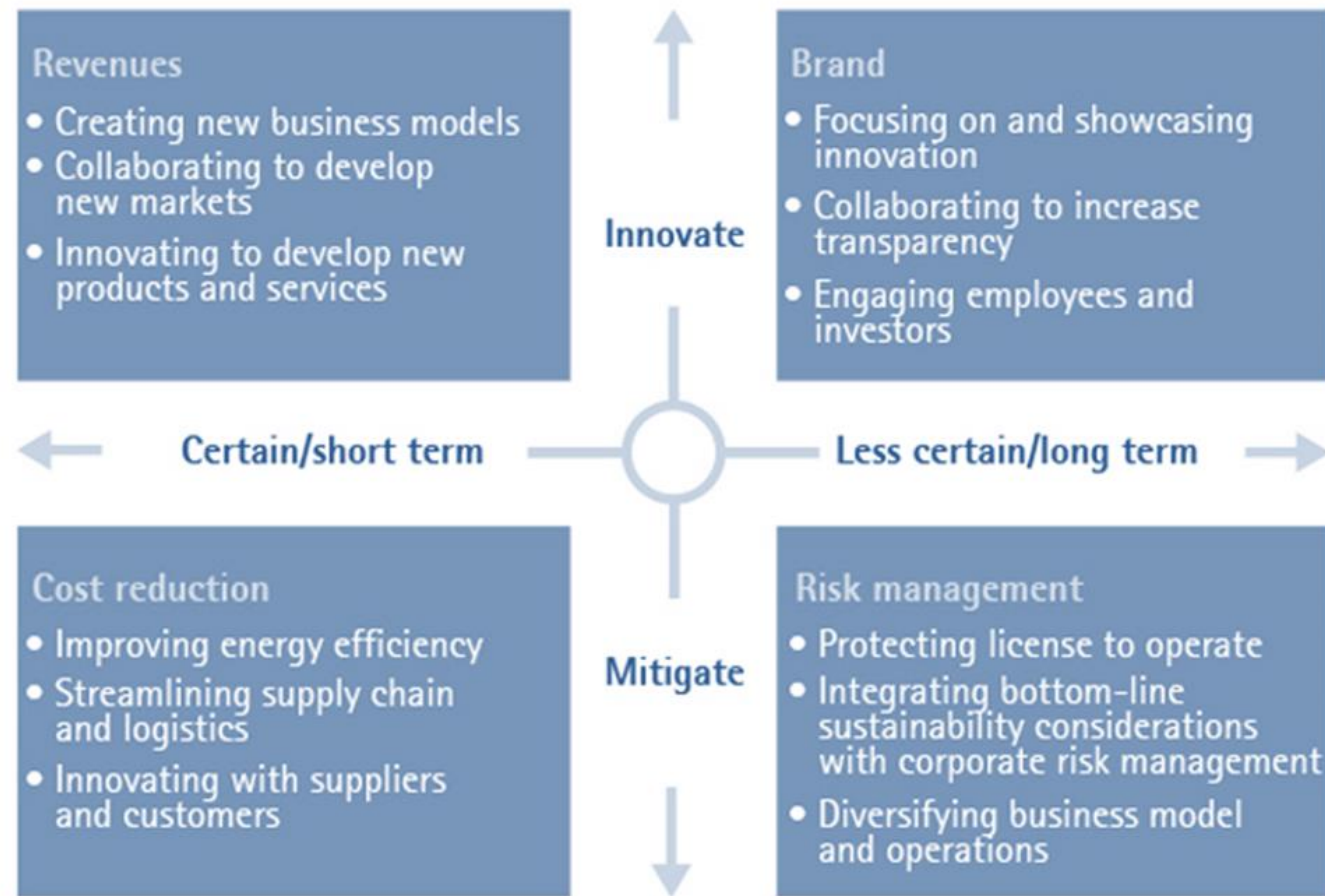 Revenues
• Creating new business models
• Collaborating to develop
new markets
• Innovating to develop new
products and services
Innovate
Brand
• Focusing on and showcasing
innovation
• Collaborating to increase
transparency
• Engaging employees and
investors
Certain/short term
Less certain/long term
Cost reduction
• Improving energy efficiency
• Streamlining supply chain
and logistics
• Innovating with suppliers
and customers
Mitigate
Risk management
• Protecting license to operate
• Integrating bottom-line
sustainability considerations
with corporate risk management
• Diversifying business model
and operations